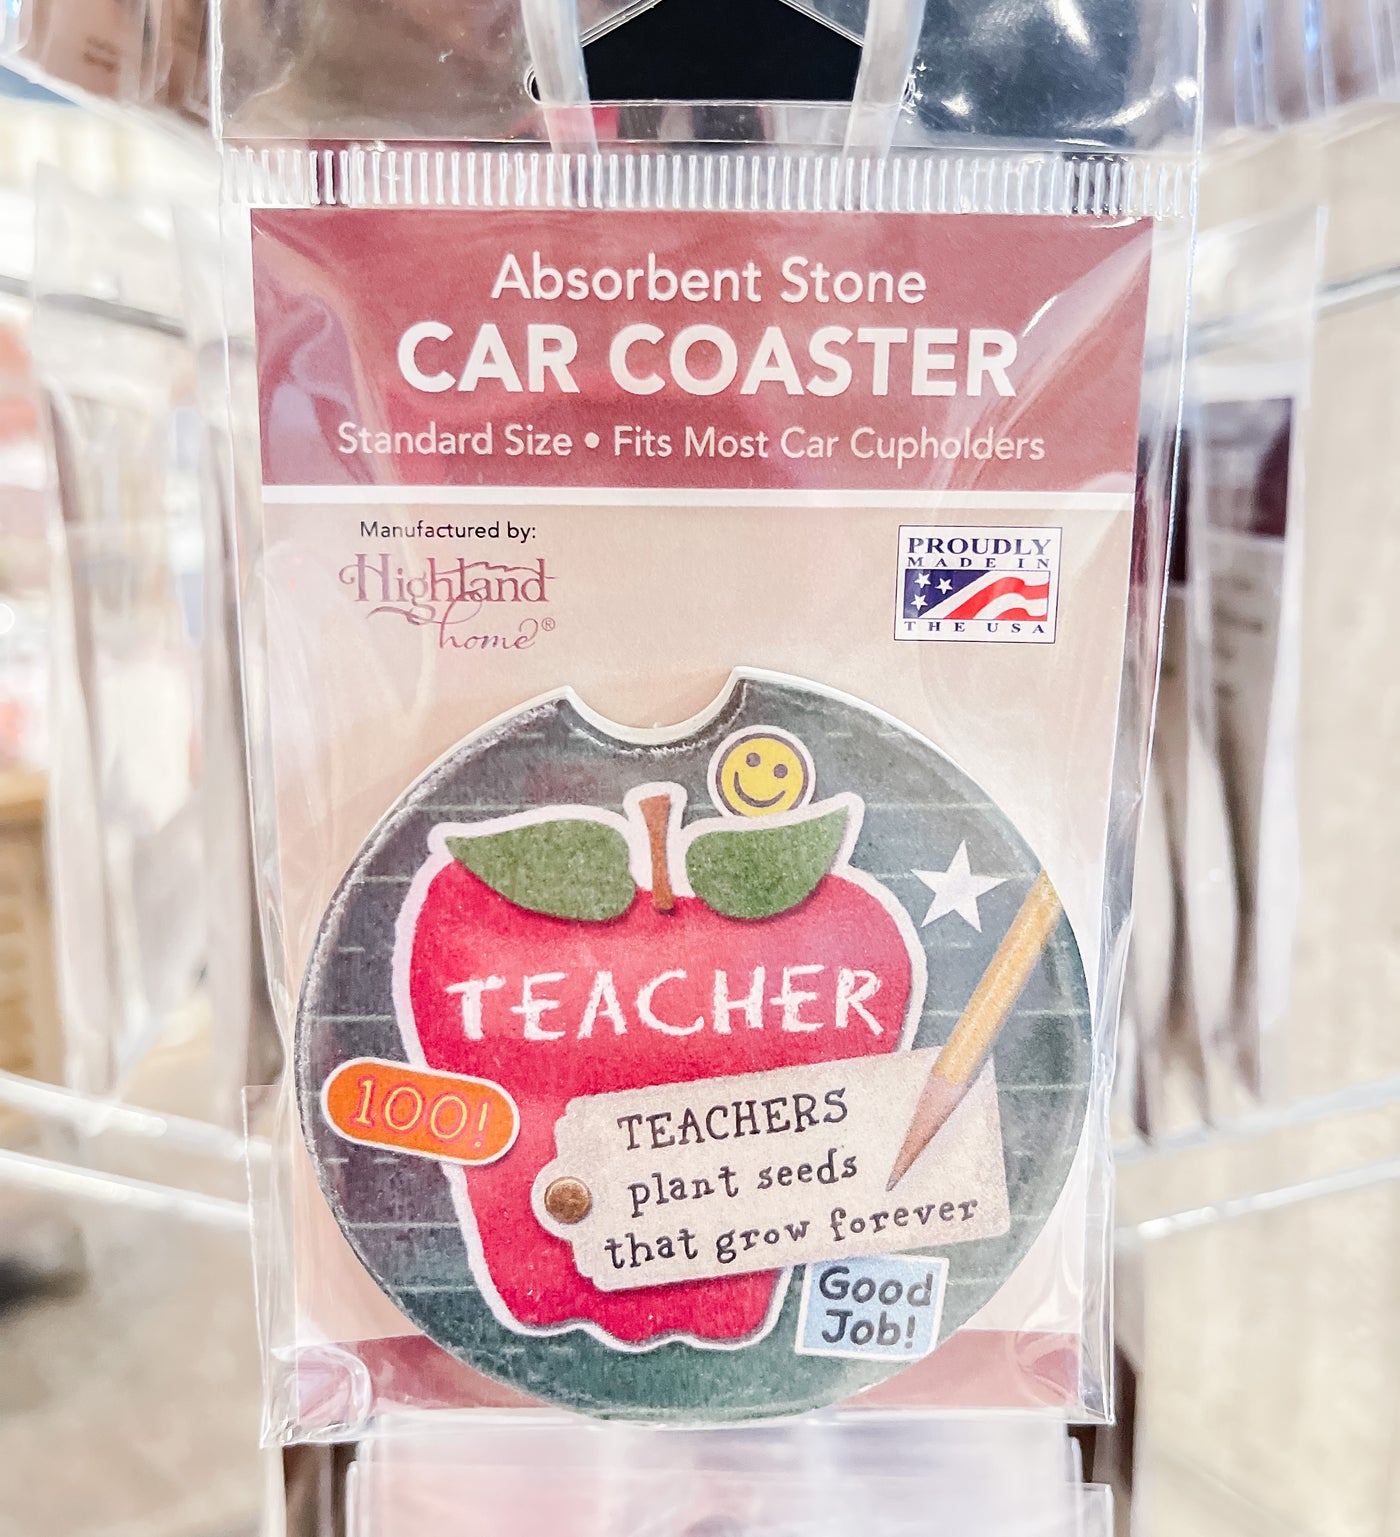 Absorbent Stone
CAR COASTER
Standard Size • Fits Most Car Cupholders
Manufactured by:
Highland
home®
PROUDLY
MADE IN
THE USA
TEACHER
100!
TEACHERS
plant seeds
that grow forever
Good
Job!